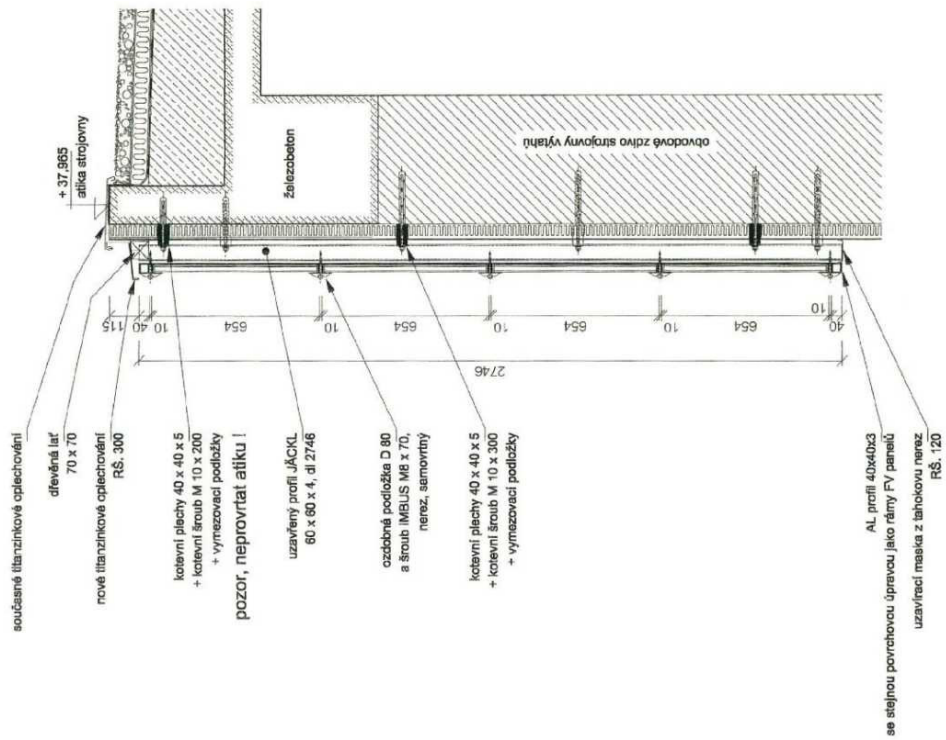 + 37,965
atika strojovny
současné titanzinkové oplechování
dřevěná lať
70 x 70
nové titanzinkové oplechování
RŠ. 300
kotevní plechy 40 x 40 x 5
+ kotevní šroub M 10 x 200
+ vymezovací podložky
pozor, neprovrtat atiku !
uzavřený profil JÄCKL
60 x 60 x 4, dl 2746
ozdobná podložka D 80
a šroub IMBUS M8 x 70,
nerez, samovrtný
kotevní plechy 40 x 40 x 5
+ kotevní šroub M 10 x 300
+ vymezovací podložky
AL profil 40x40x3
se stejnou povrchovou úpravou jako rámy FV panelů
uzavírací maska z tahokovu nerez
RŠ. 120
železobeton
obvodové zdivo strojovny výtahů
115
40
10
654
10
654
10
654
10
654
10
40
2746